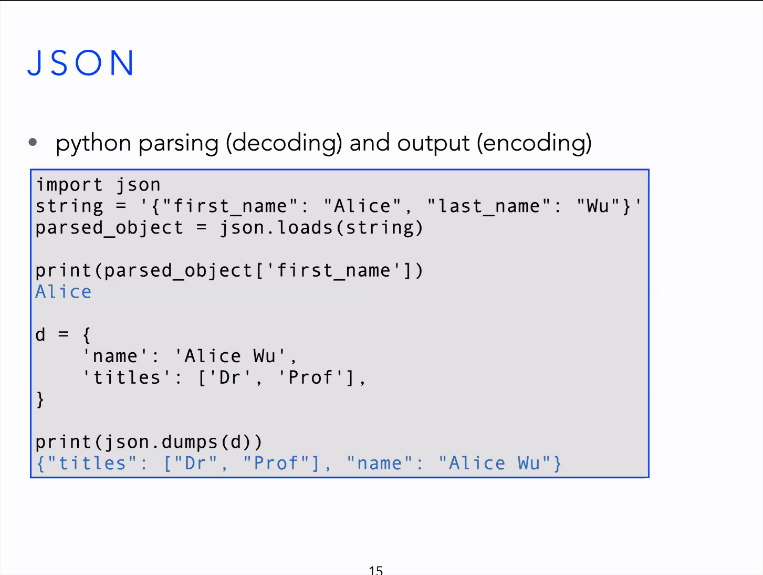 JSON
• python parsing (decoding) and output (encoding)
import json
string = '{"first_name": "Alice", "last_name": "Wu"}'
parsed_object = json.loads(string)
print(parsed_object['first_name'])
Alice
d = {
    'name': 'Alice Wu',
    'titles': ['Dr', 'Prof'],
}
print(json.dumps(d))
{"titles": ["Dr", "Prof"], "name": "Alice Wu"}
15